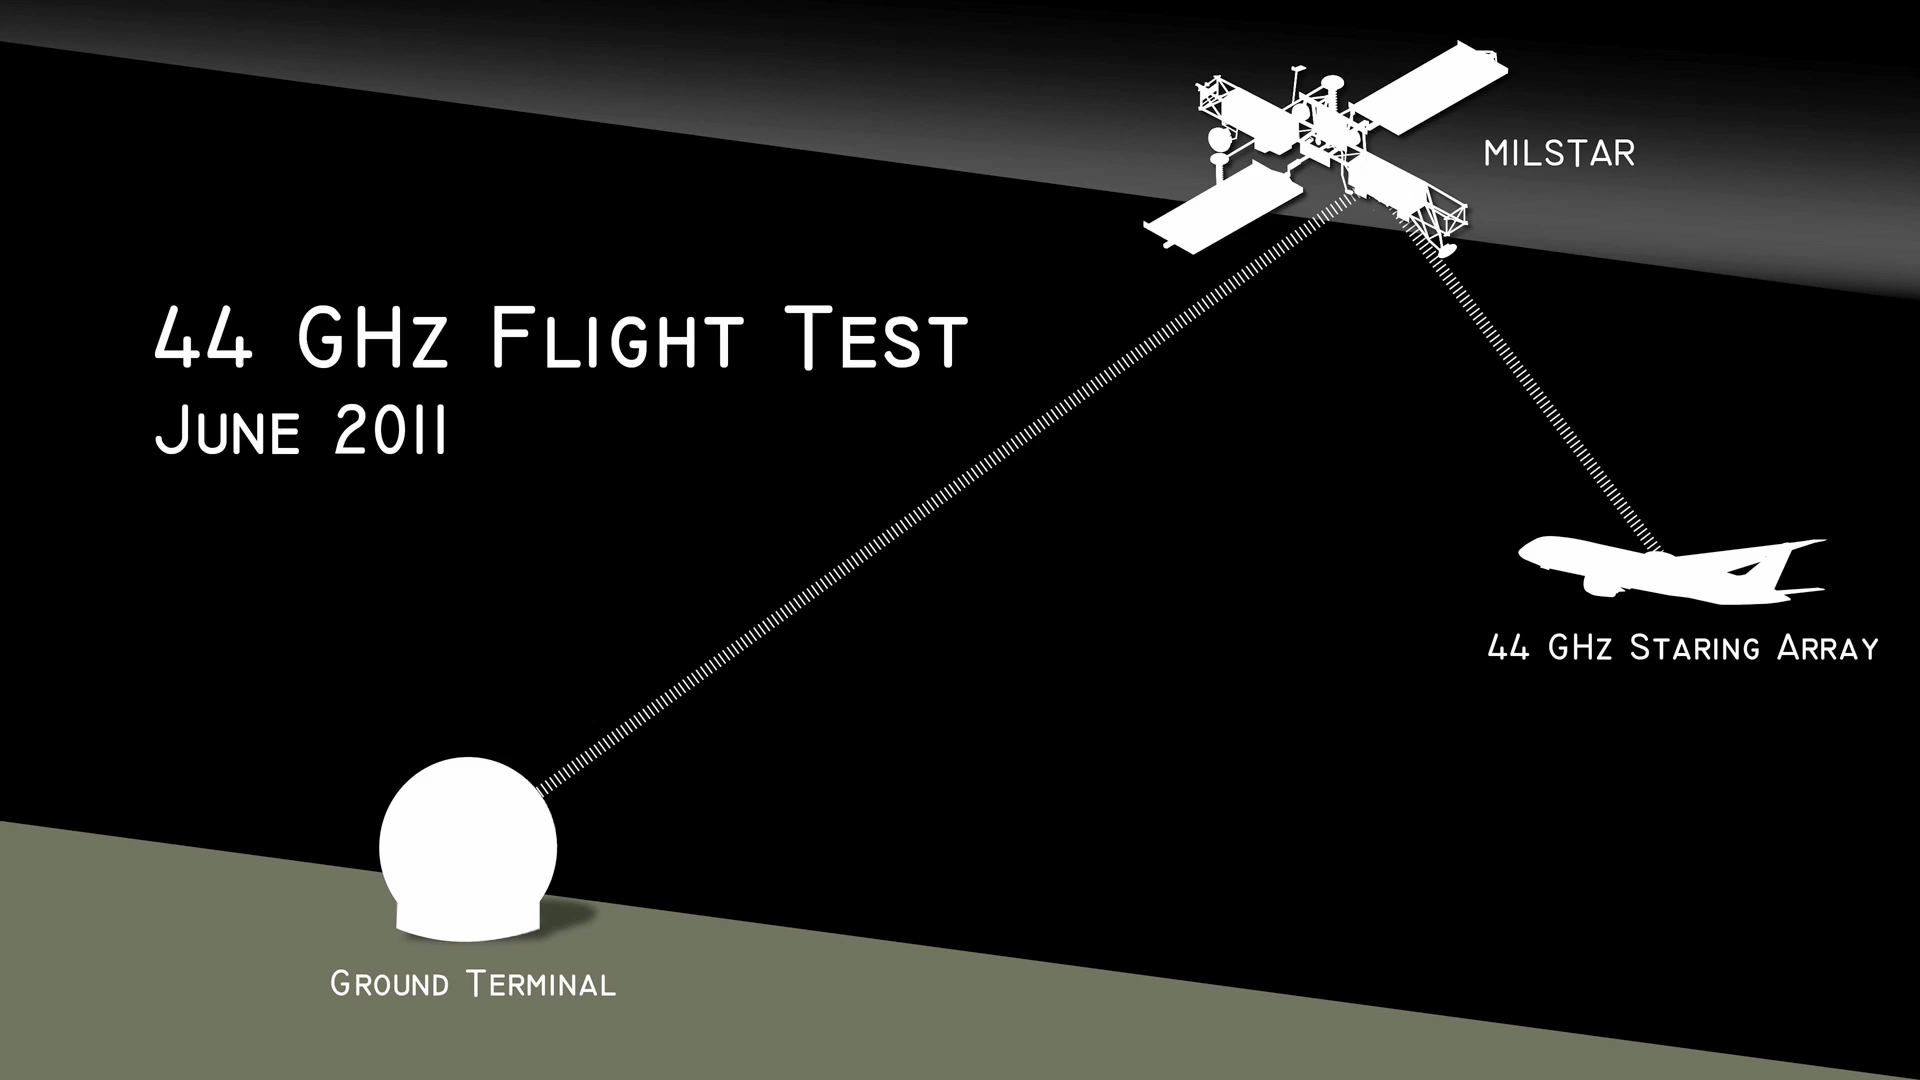 MILSTAR
44 GHz Flight Test
June 2011
44 GHz Staring Array
Ground Terminal